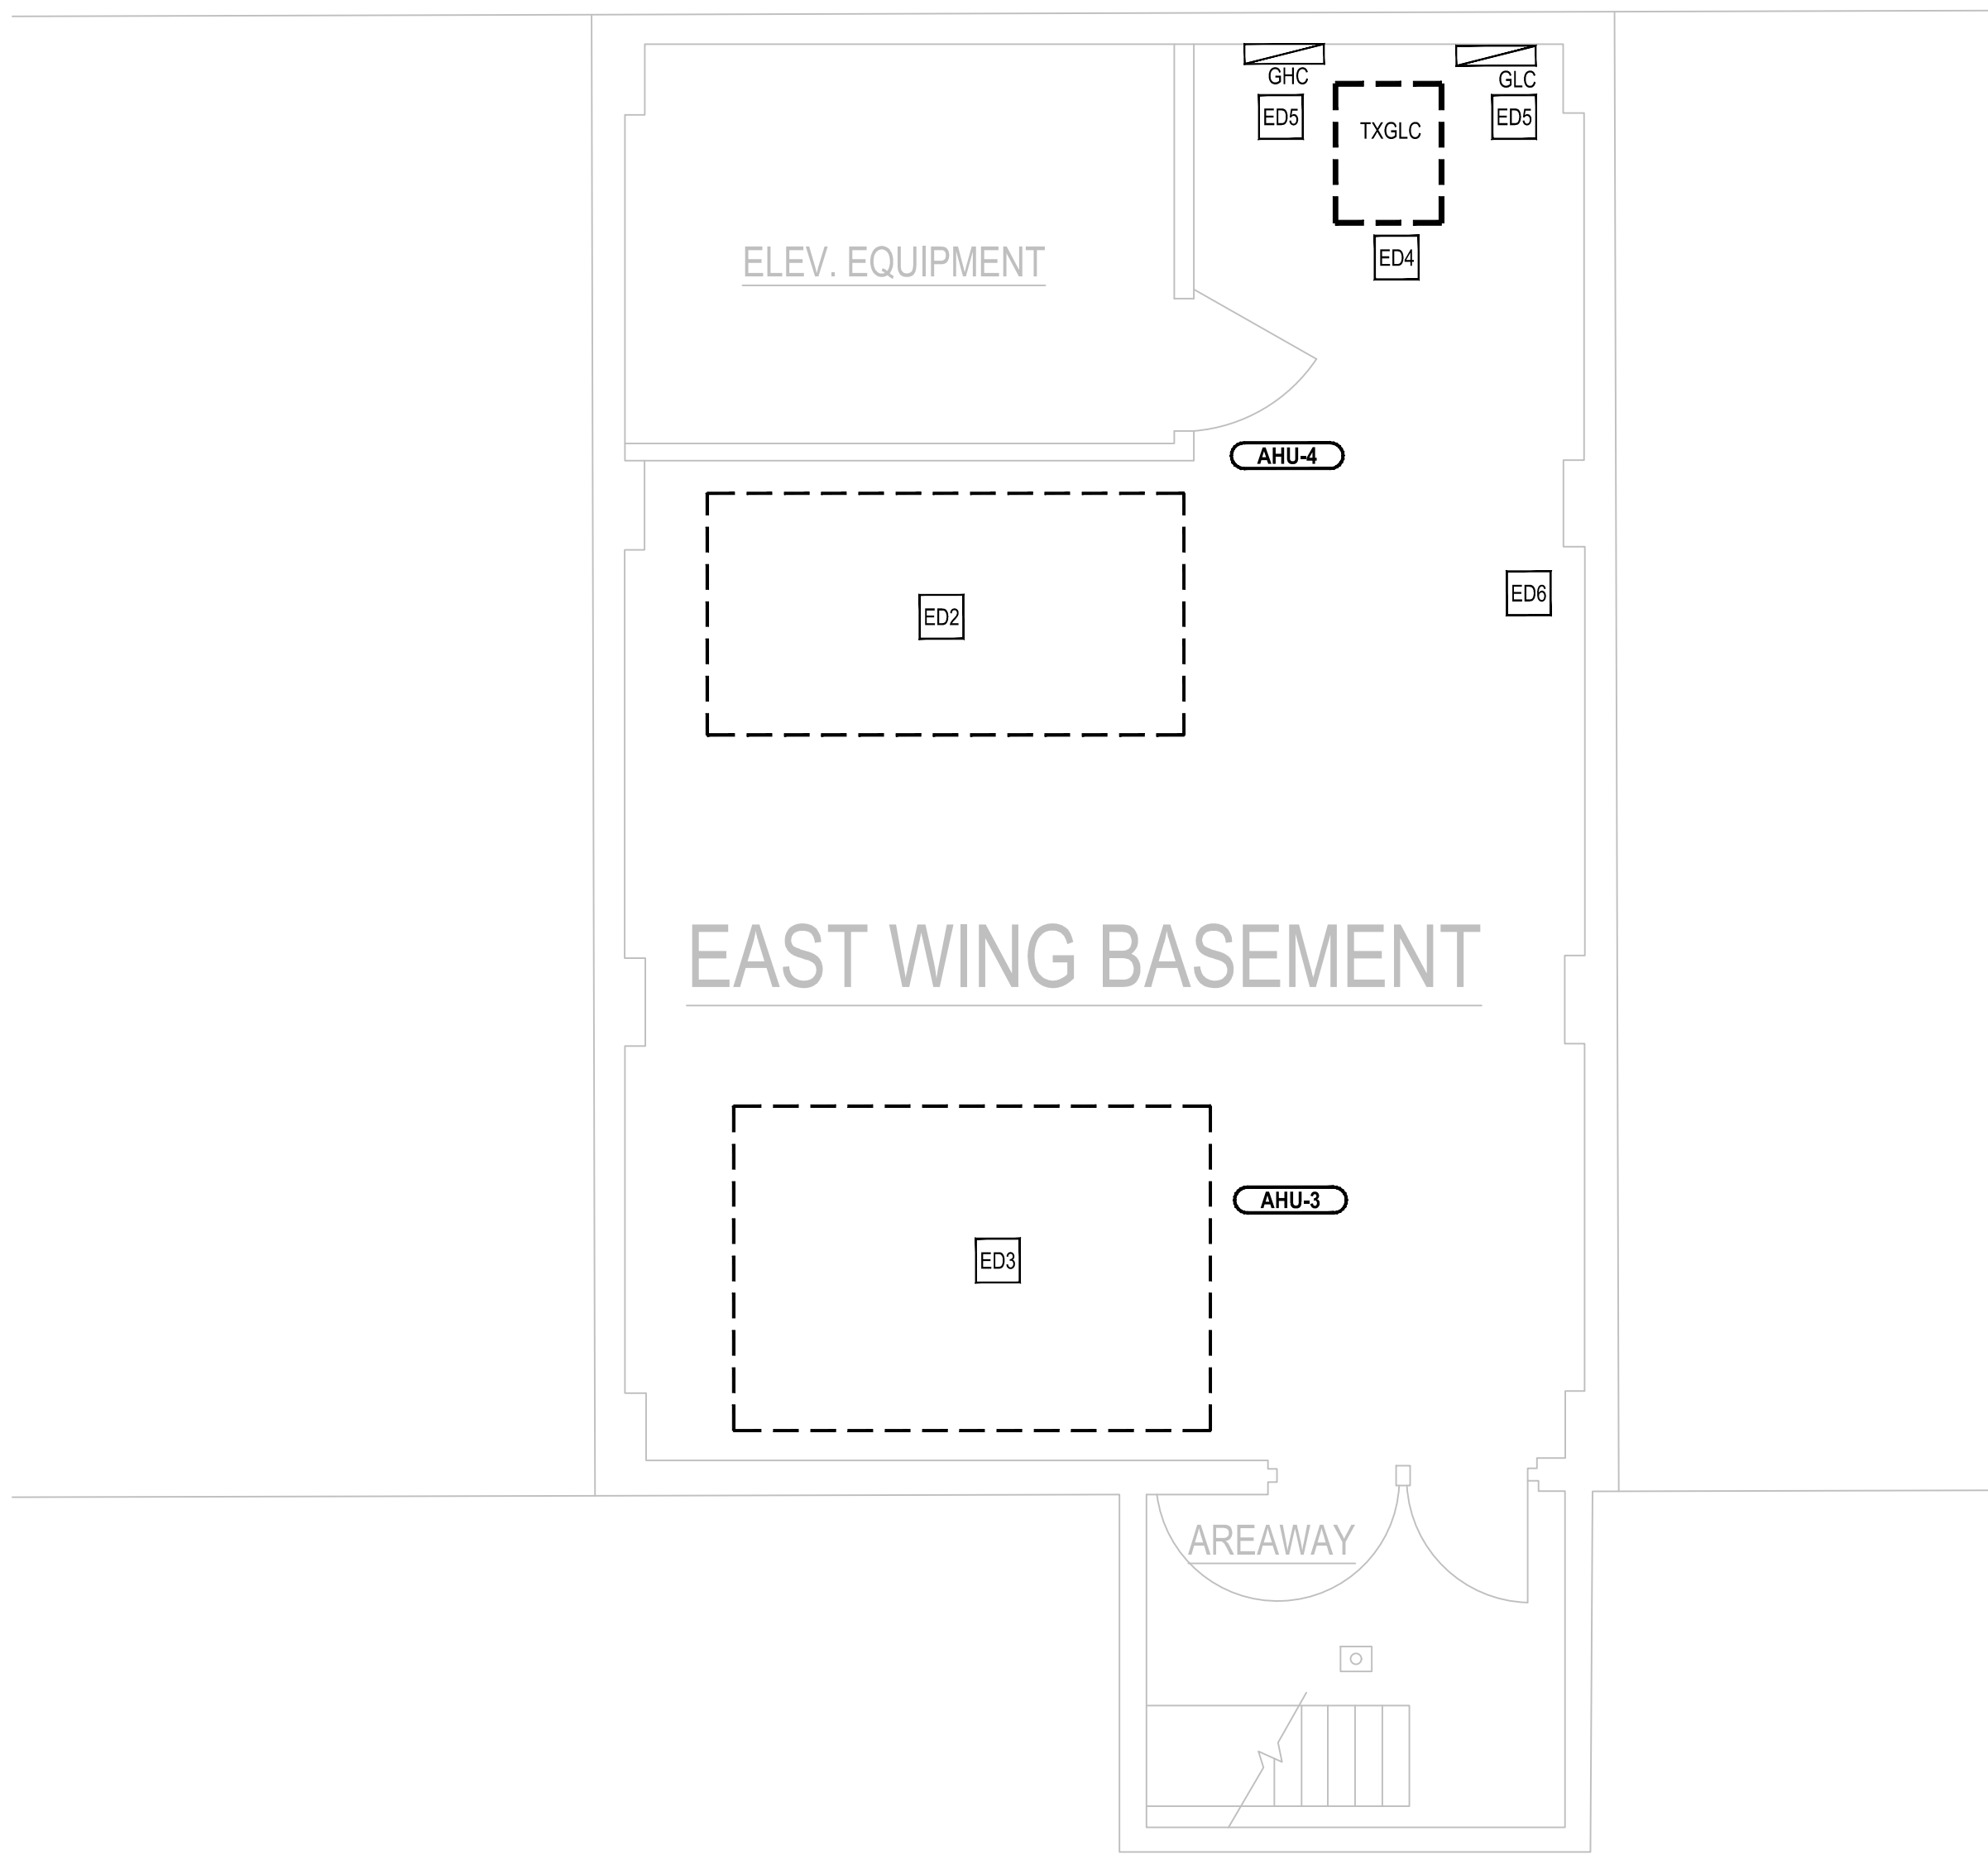 GHC
GLC
ED5
TXGLC
ED5
ELEV. EQUIPMENT
ED4
AHU-4
ED2
ED6
EAST WING BASEMENT
AHU-3
ED3
AREAWAY